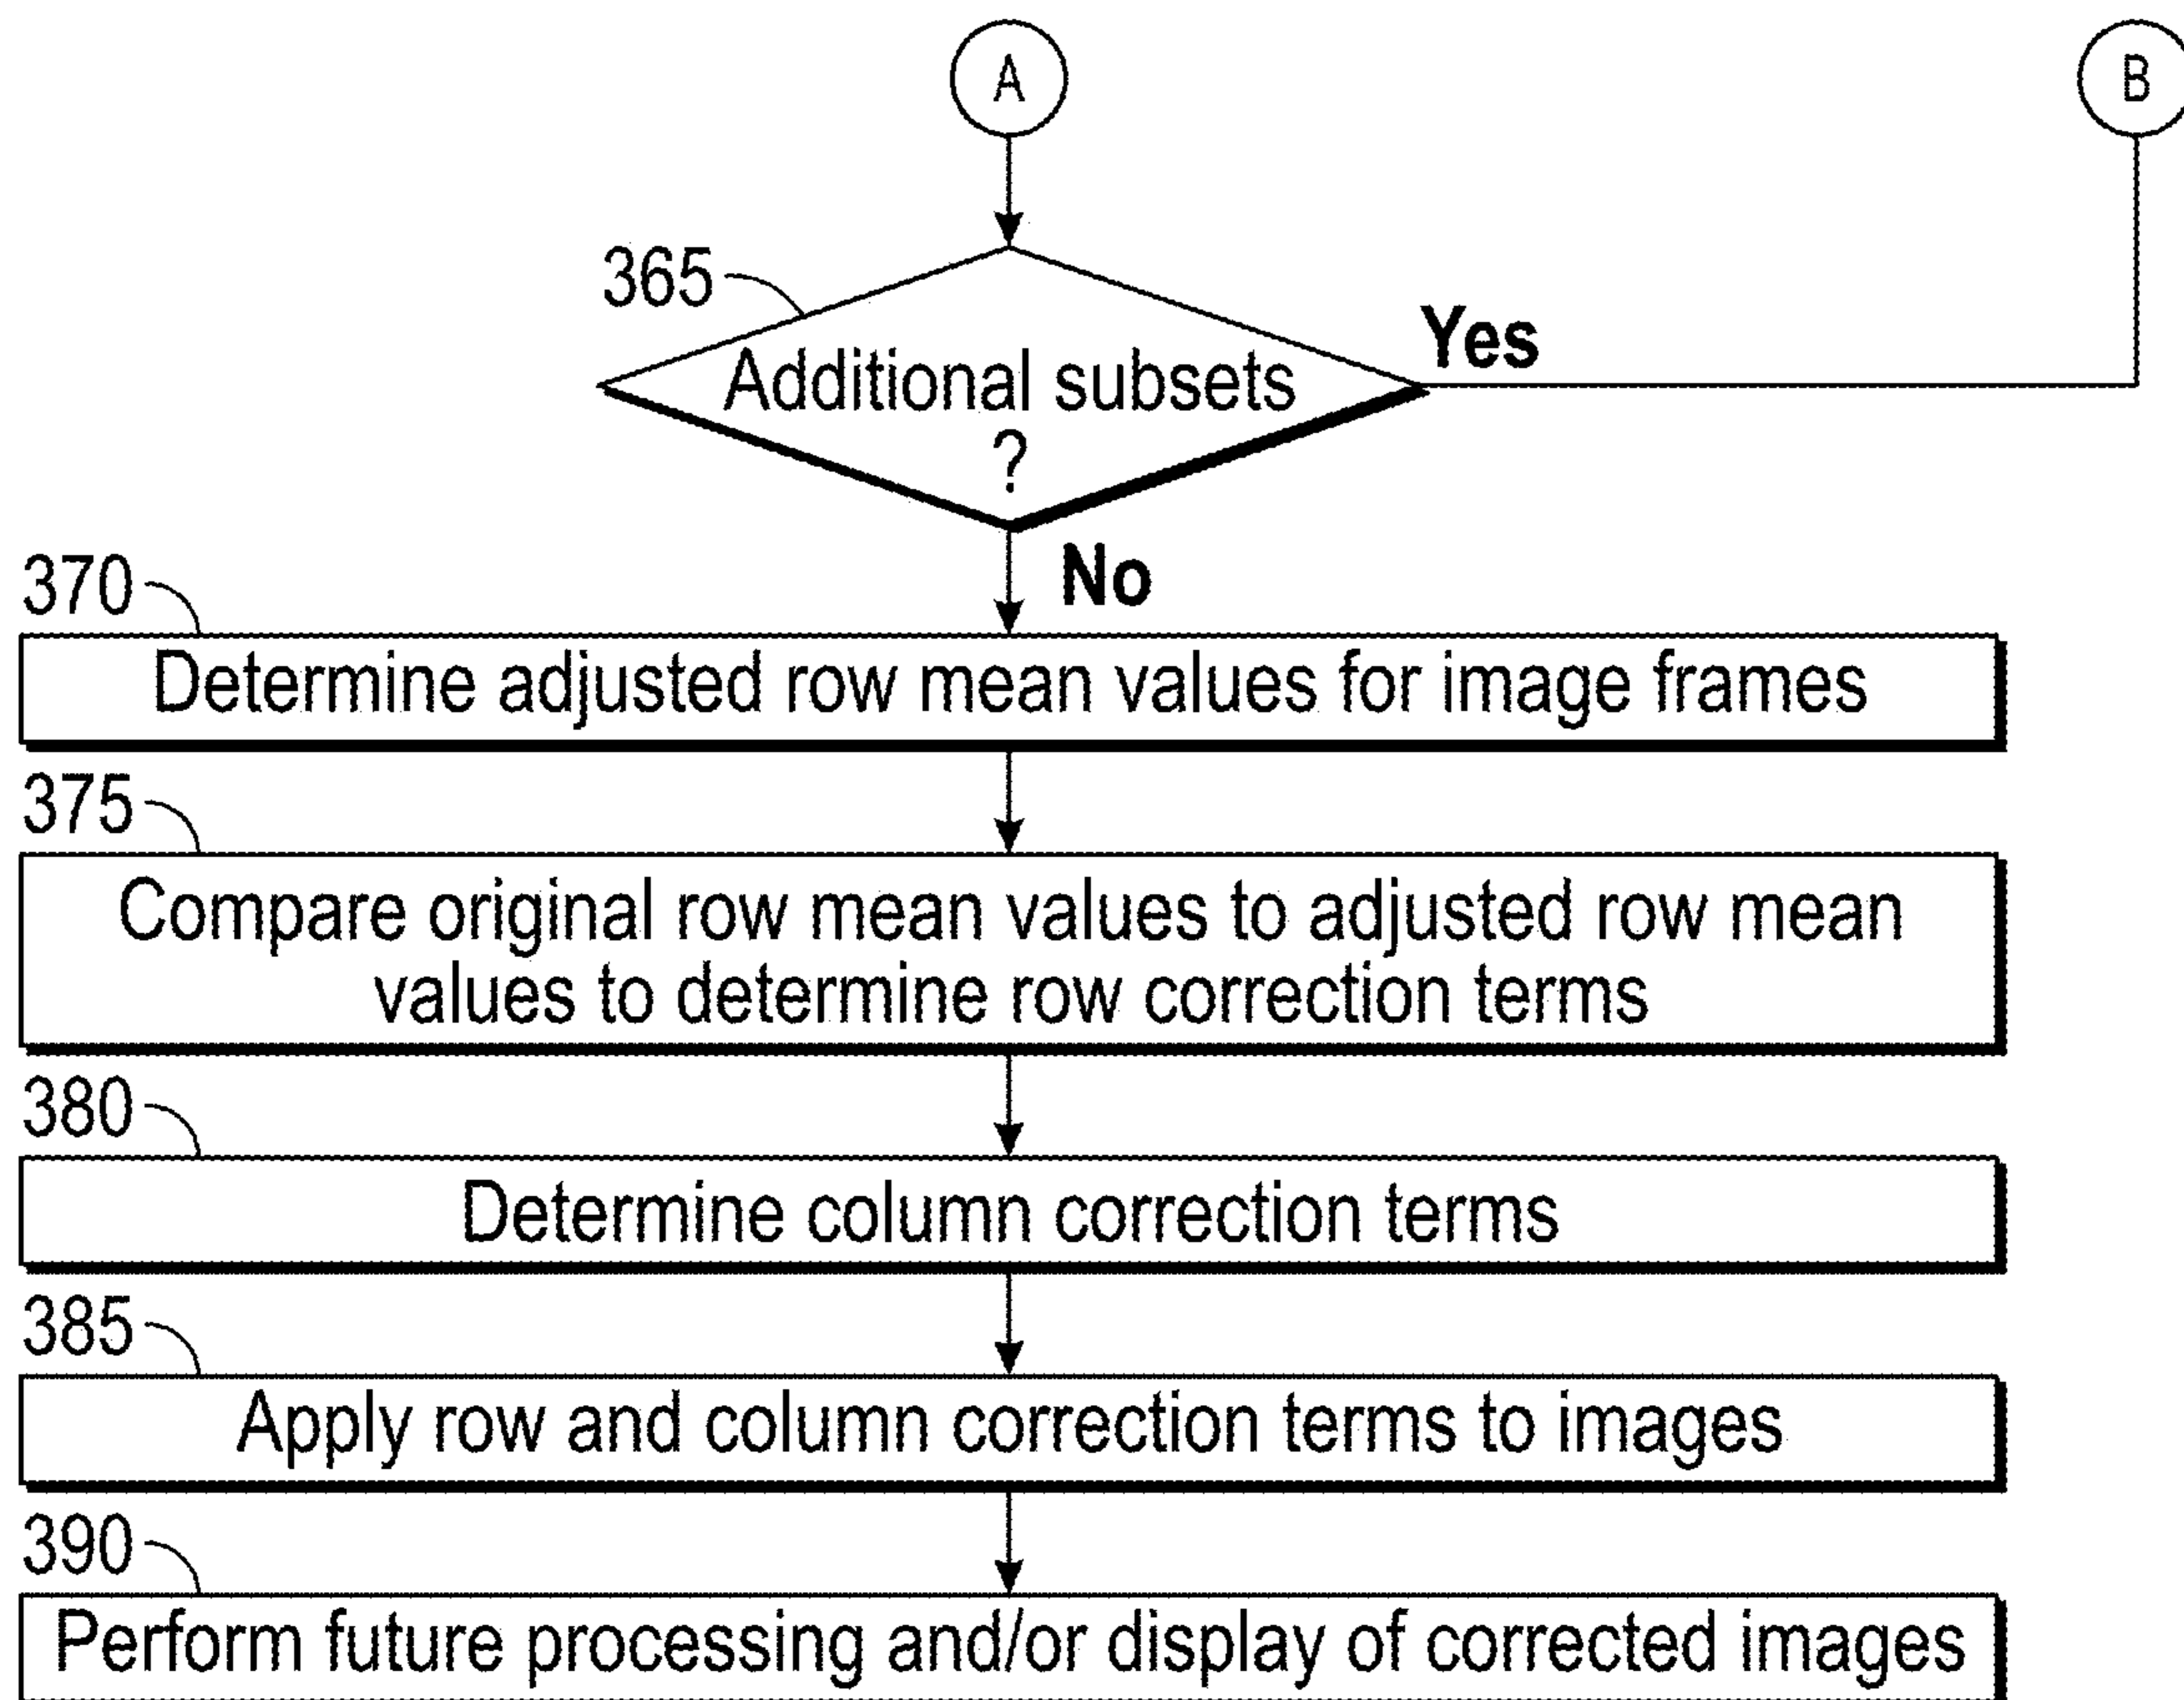 A
B
365
Additional subsets
?
Yes
No
370
Determine adjusted row mean values for image frames
375
Compare original row mean values to adjusted row mean
values to determine row correction terms
380
Determine column correction terms
385
Apply row and column correction terms to images
390
Perform future processing and/or display of corrected images